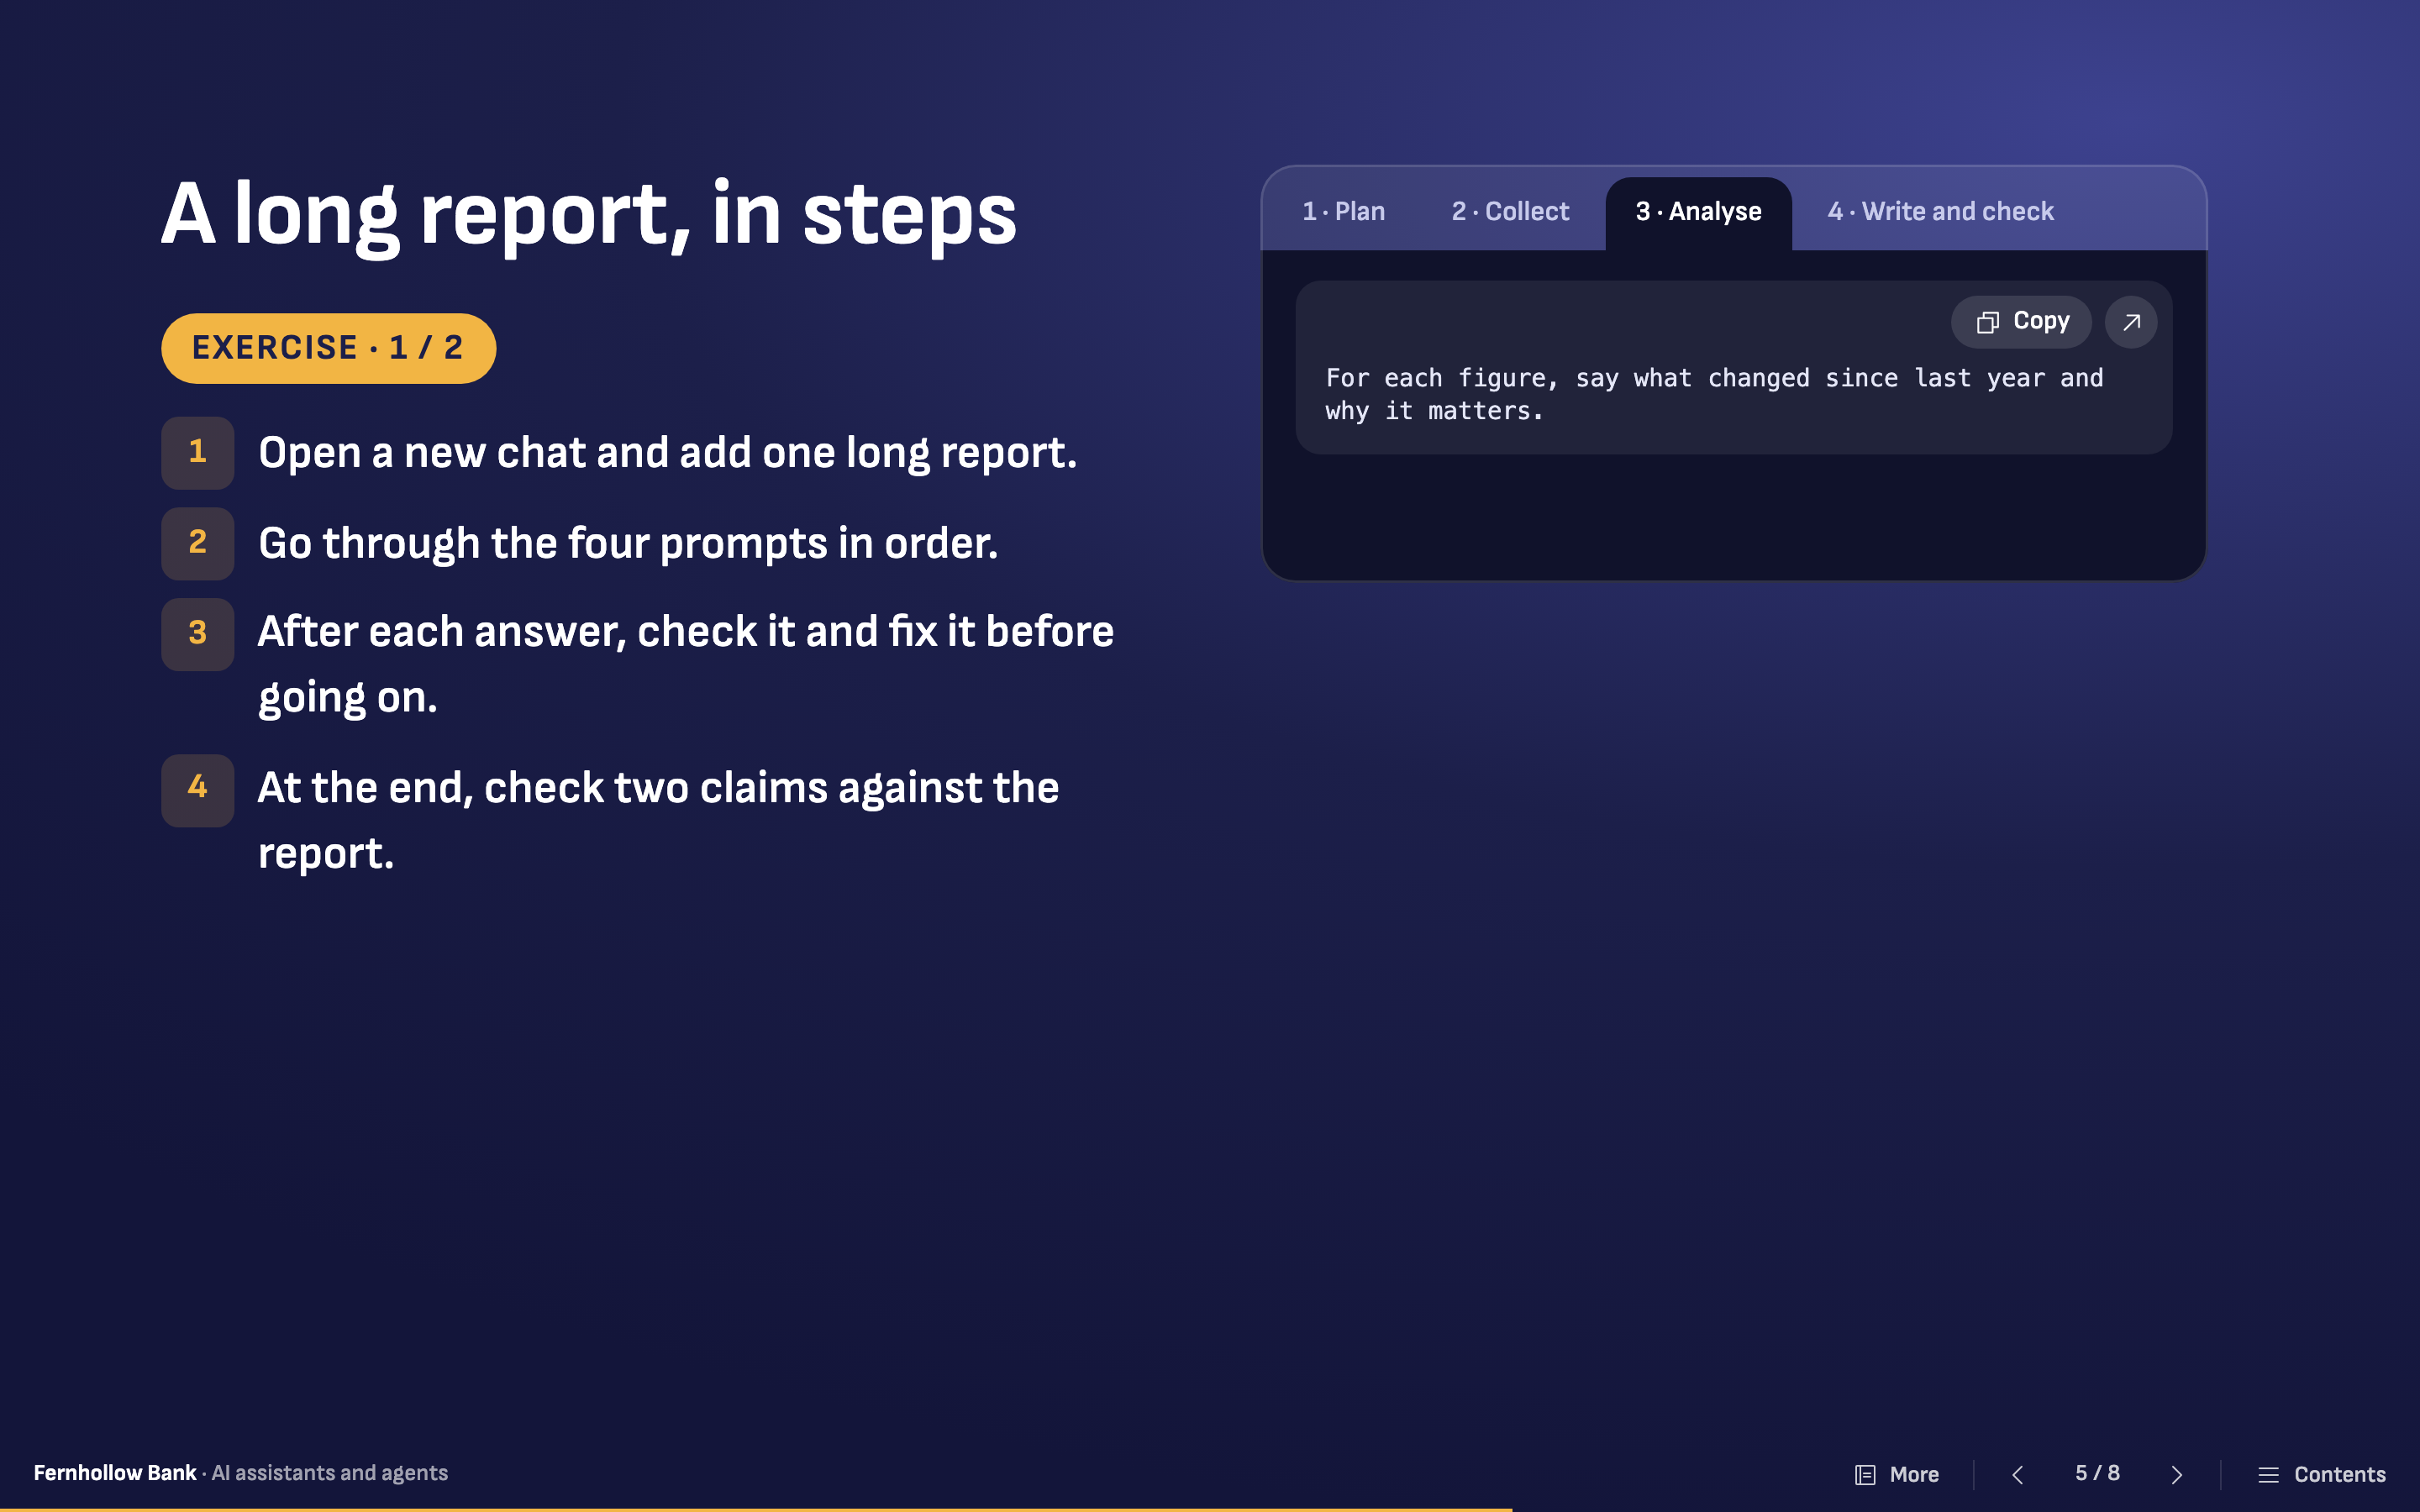 A long report, in steps
EXERCISE · 1 / 2
1 Open a new chat and add one long report.
2 Go through the four prompts in order.
3 After each answer, check it and fix it before
going on.
4 At the end, check two claims against the
report.
1 · Plan 2 · Collect 3 · Analyse 4 · Write and check
Copy
For each figure, say what changed since last year and
why it matters.
Fernhollow Bank · AI assistants and agents
More 5 / 8 Contents